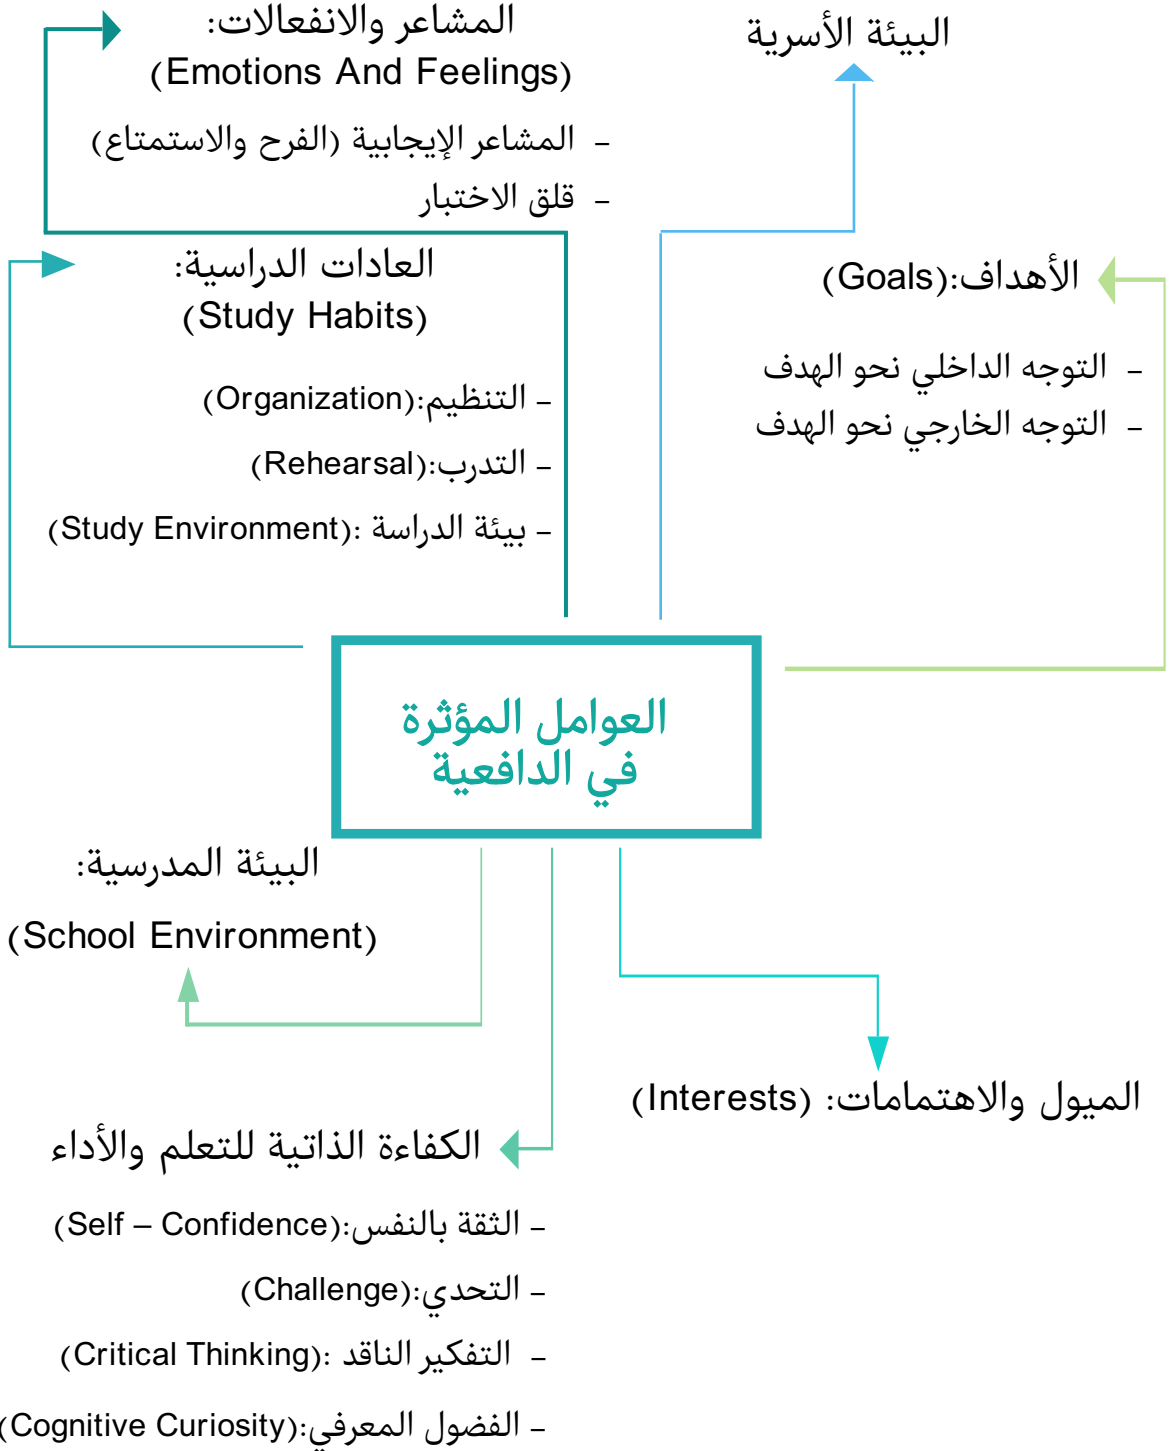 البيئة الأسرية
المشاعر والانفعالات:
(Emotions And Feelings)
- المشاعر الإيجابية (الفرح والاستمتاع)
- قلق الاختبار
الأهداف:(Goals)
- التوجه الداخلي نحو الهدف
- التوجه الخارجي نحو الهدف
العادات الدراسية:
(Study Habits)
- التنظيم:(Organization)
- التدرب:(Rehearsal)
- بيئة الدراسة :(Study Environment)
العوامل المؤثرة
في الدافعية
البيئة المدرسية:
(School Environment)
الميول والاهتمامات: (Interests)
الكفاءة الذاتية للتعلم والأداء
- الثقة بالنفس:(Self – Confidence)
- التحدي:(Challenge)
- التفكير الناقد :(Critical Thinking)
- الفضول المعرفي:(Cognitive Curiosity)